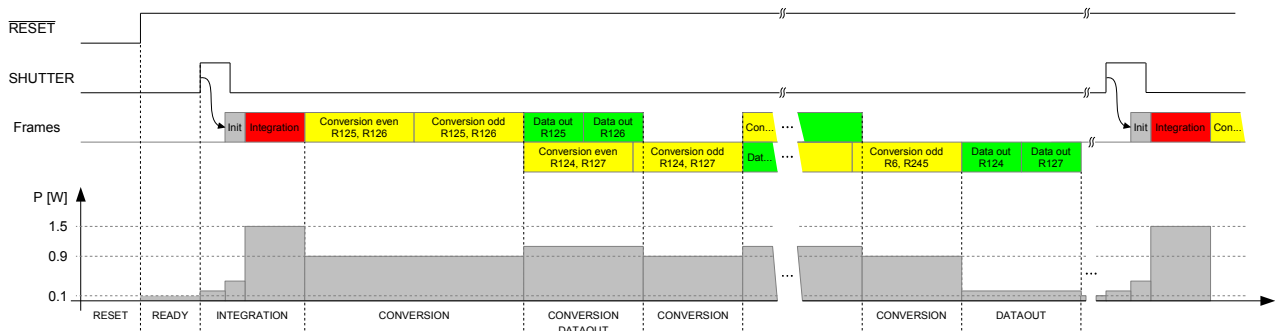 RESET
SHUTTER
Frames
Init
Integration
Conversion even
R125, R126
Conversion odd
R125, R126
Data out
R125
Data out
R126
Con...
...
Init
Integration
Con...
Conversion even
R124, R127
Conversion odd
R124, R127
Dat...
...
Conversion odd
R6, R245
Data out
R124
Data out
R127
P [W]
1.5
0.9
0.1
...
...
RESET
READY
INTEGRATION
CONVERSION
CONVERSION
DATAOUT
CONVERSION
CONVERSION
DATAOUT